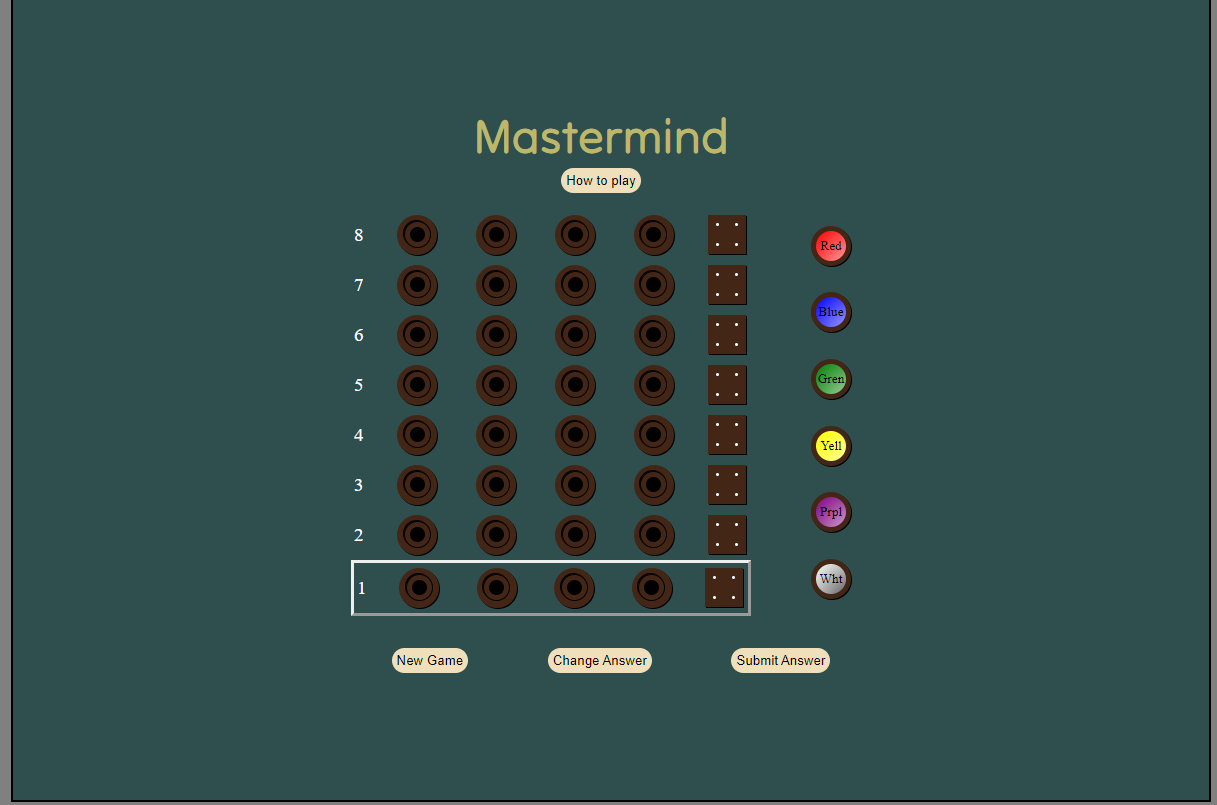 Mastermind
How to play
8
Red
7
Blue
6
5
Gren
4
Yell
3
2
Prpl
1
Wht
New Game Change Answer Submit Answer